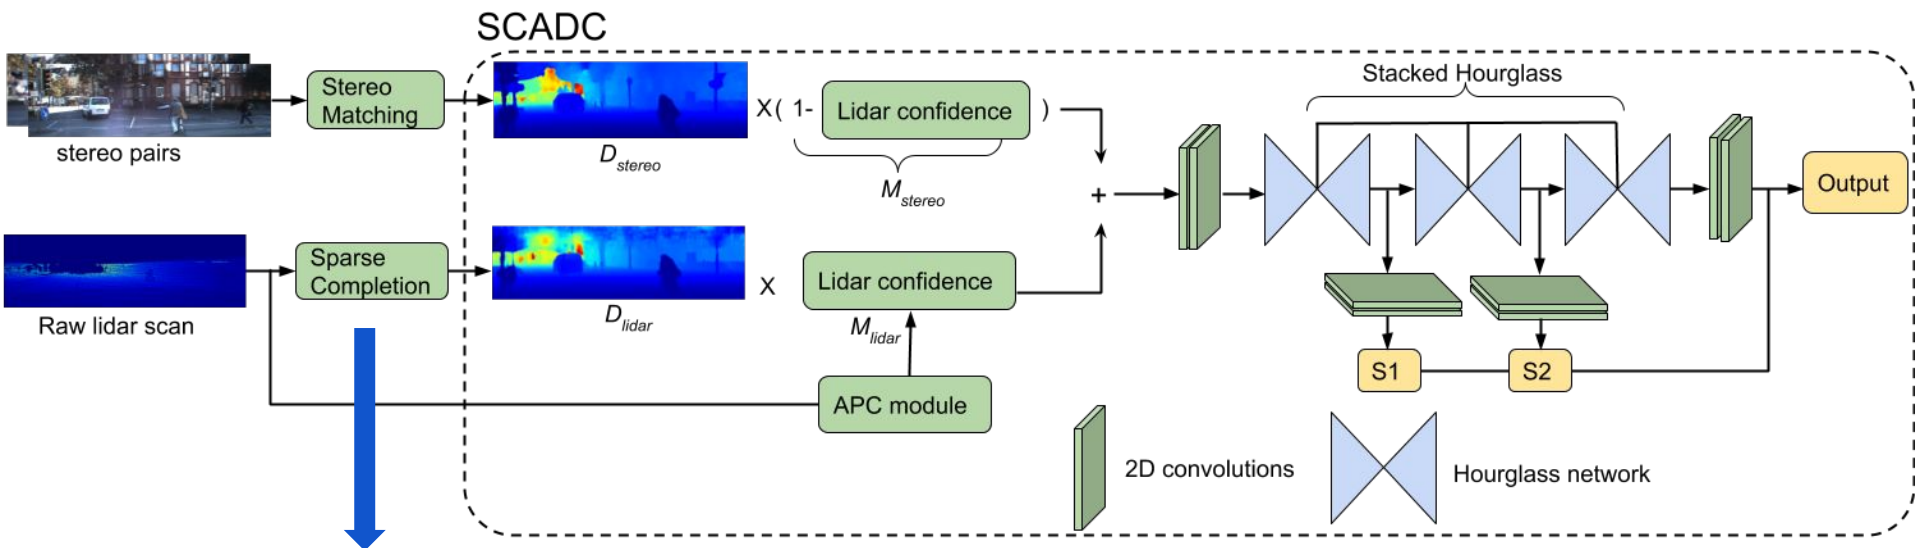 SCADC
stereo pairs
Stereo
Matching
D stereo
X ( 1- Lidar confidence )
M stereo
+
Stacked Hourglass
Output
Raw lidar scan
Sparse
Completion
D lidar
X
Lidar confidence
M lidar
APC module
S1
S2
2D convolutions
Hourglass network